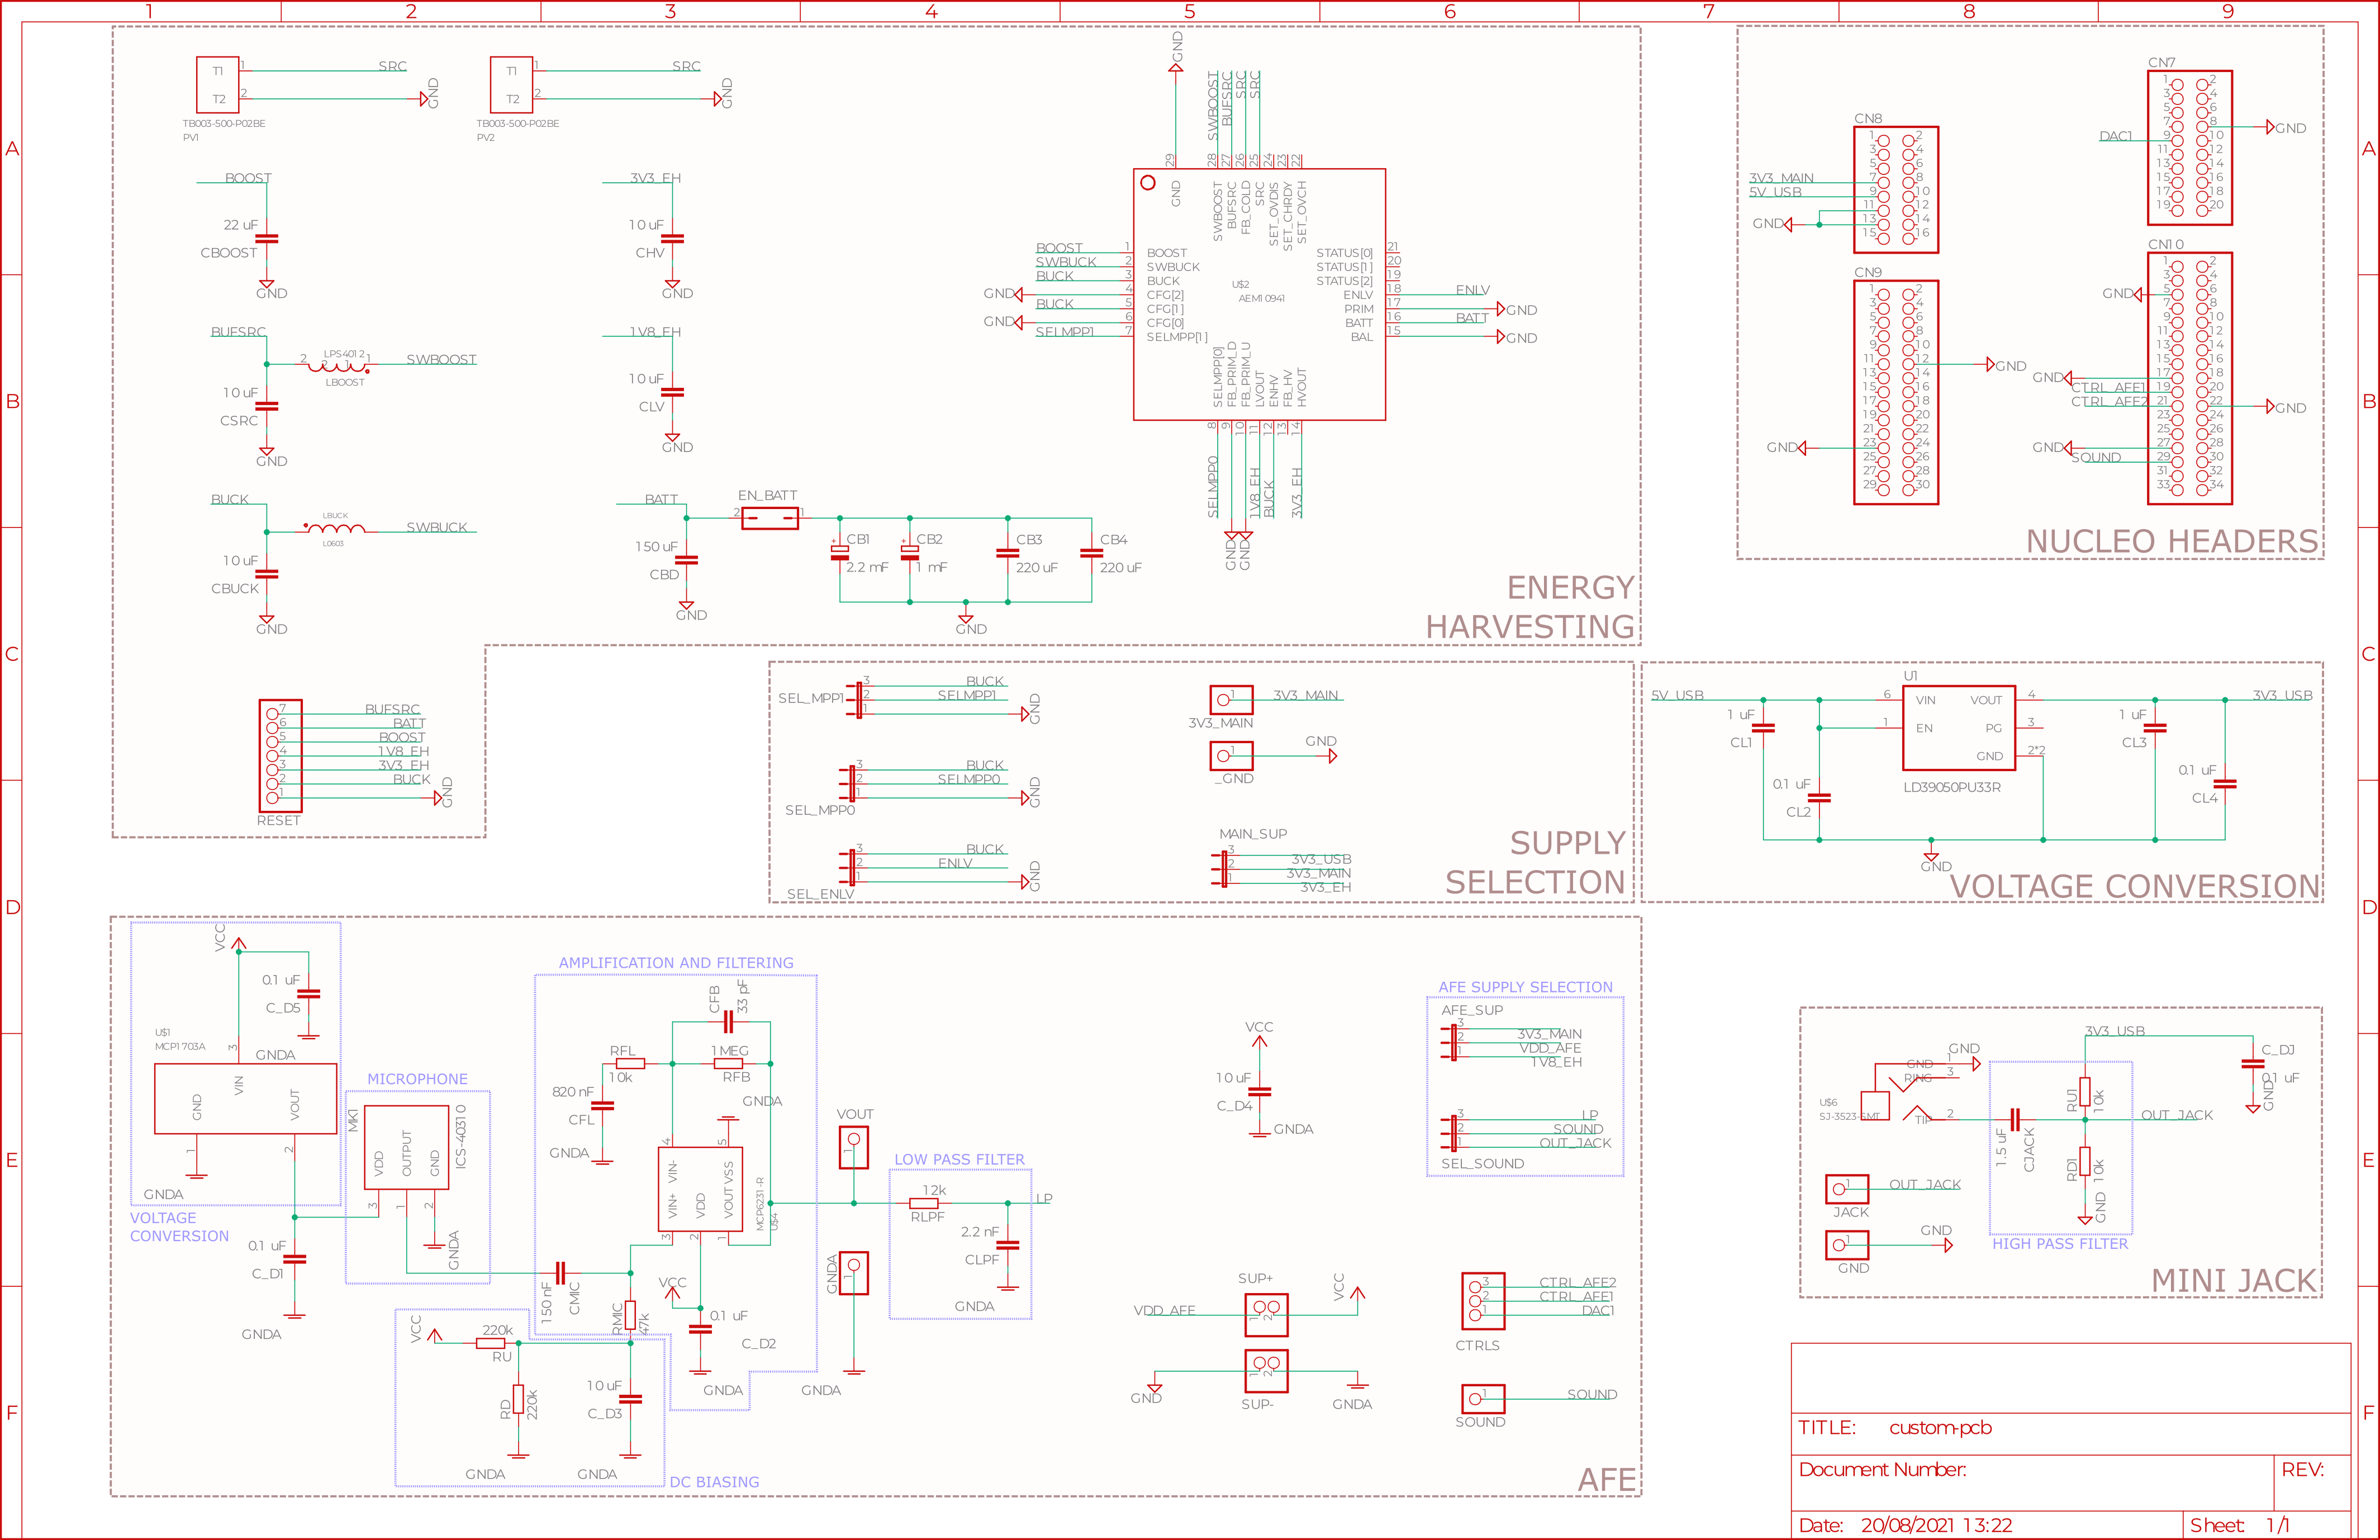 1 2 3 4 5 6 7 8 9
A
B
C
D
E
F
A
B
C
D
E
F
T1
T2
1
2
SRC
GND
TB003-500-P02BE
PV1
T1
T2
1
2
SRC
GND
TB003-500-P02BE
PV2
BOOST
22 uF
CBOOST
GND
3V3_EH
10 uF
CHV
GND
BUFSRC
2 LPS4012 1
LBOOST
SWBOOST
10 uF
CSRC
GND
1V8_EH
10 uF
CLV
GND
BUCK
LBUCK
L0603
SWBUCK
10 uF
CBUCK
GND
BATT
150 uF
CBD
GND
EN_BATT
2 1
CB1
2.2 mF
CB2
1 mF
CB3
220 uF
CB4
220 uF
GND
GND
SWBOOST
BUFSRC
SRC
SRC
29 28 27 26 25 24 23 22
GND
SWBOOST
BUFSRC
FB_COLD
SRC
SET_OVDIS
SET_CHRDY
SET_OVCH
BOOST 1 BOOST
SWBUCK 2 SWBUCK
BUCK 3 BUCK
GND 4 CFG[2]
BUCK 5 CFG[1]
GND 6 CFG[0]
SELMPP1 7 SELMPP[1]
U$2
AEM10941
STATUS[0] 21
STATUS[1] 20
STATUS[2] 19
ENLV 18 ENLV
PRIM 17 GND
BATT 16 BATT
BAL 15 GND
SELMPP[0]
FB_PRIM_D
FB_PRIM_U
LVOUT
ENHV
FB_HV
HVOUT
8 9 10 11 12 13 14
SELMPP0
GND
GND
1V8_EH
BUCK
3V3_EH
ENERGY
HARVESTING
RESET
7 BUFSRC
6 BATT
5 BOOST
4 1V8_EH
3 3V3_EH
2 BUCK
1 GND
CN8
1 2
3 4
5 6
3V3_MAIN 7 8
5V_USB 9 10
11 12
GND 13 14
15 16
CN7
1 2
3 4
5 6
7 8 GND
DAC1 9 10
11 12
13 14
15 16
17 18
19 20
CN9
1 2
3 4
5 6
7 8
9 10
11 12 GND
13 14
15 16
17 18
19 20
21 22
GND 23 24
25 26
27 28
29 30
CN10
1 2
3 4
GND 5 6
7 8
9 10
11 12
13 14
15 16
GND 17 18
CTRL_AFE1 19 20
CTRL_AFE2 21 22 GND
23 24
25 26
GND 27 28
SOUND 29 30
31 32
33 34
NUCLEO HEADERS
SEL_MPP1
3 BUCK
2 SELMPP1
1 GND
SEL_MPP0
3 BUCK
2 SELMPP0
1 GND
SEL_ENLV
3 BUCK
2 ENLV
1 GND
1 3V3_MAIN
3V3_MAIN
1 GND
_GND
MAIN_SUP
3 3V3_USB
2 3V3_MAIN
1 3V3_EH
SUPPLY
SELECTION
5V_USB
1 uF
CL1
0.1 uF
CL2
U1
6 VIN VOUT 4
1 EN PG 3
GND 2*2
LD39050PU33R
3V3_USB
1 uF
CL3
0.1 uF
CL4
GND
VOLTAGE CONVERSION
VCC
0.1 uF
C_D5
GNDA
U$1
MCP1703A
3
VIN
GND
VOUT
1
2
GNDA
VOLTAGE
CONVERSION
0.1 uF
C_D1
GNDA
MICROPHONE
MK1
VDD
OUTPUT
GND
ICS-40310
3 1 2
GNDA
AMPLIFICATION AND FILTERING
CFB
33 pF
RFL
10k
1MEG
RFB
820 nF
CFL
GNDA
GNDA
4
5
VIN-
VSS
VIN+
VDD
VOUT
MCP6231-R
U$4
3 2 1
150 nF
CMIC
RMIC
47k
VCC
0.1 uF
C_D2
GNDA
VCC
220k
RU
RD
220k
10 uF
C_D3
GNDA
GNDA
DC BIASING
VOUT
1
GNDA
1
GNDA
LOW PASS FILTER
12k
RLPF
LP
2.2 nF
CLPF
GNDA
VCC
10 uF
C_D4
GNDA
SUP+
VDD_AFE
1 2
VCC
GND
1 2
SUP-
GNDA
AFE SUPPLY SELECTION
AFE_SUP
3 3V3_MAIN
2 VDD_AFE
1 1V8_EH
3 LP
2 SOUND
1 OUT_JACK
SEL_SOUND
3 CTRL_AFE2
2 CTRL_AFE1
1 DAC1
CTRLS
1 SOUND
SOUND
AFE
3V3_USB
C_DJ
0.1 uF
GND
GND
GND 1
RING 3
TIP 2
U$6
SJ-3523-SMT
1.5 uF
CJACK
RU1
10k
OUT_JACK
RD1
10k
GND
HIGH PASS FILTER
1 OUT_JACK
JACK
1 GND
GND
MINI JACK
TITLE: custom-pcb
Document Number:
REV:
Date: 20/08/2021 13:22
Sheet: 1/1